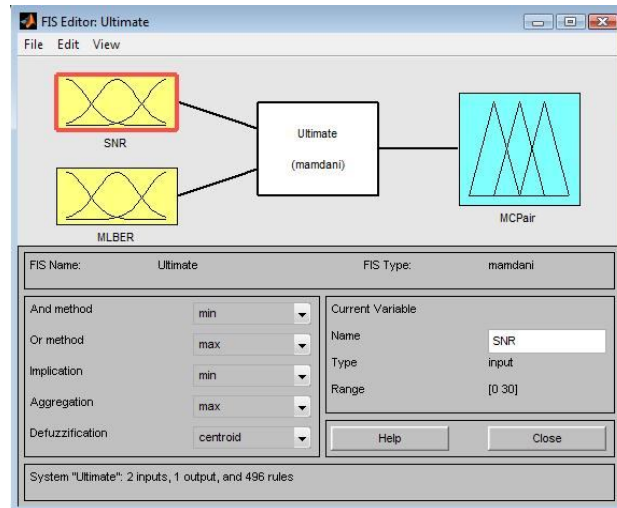 FIS Editor: Ultimate
File Edit View
SNR
Ultimate
(mamdani)
MLBER
MCPair
FIS Name: Ultimate FIS Type: mamdani
And method min
Or method max
Implication min
Aggregation max
Defuzzification centroid
Current Variable
Name SNR
Type input
Range [0 30]
Help Close
System "Ultimate": 2 inputs, 1 output, and 496 rules